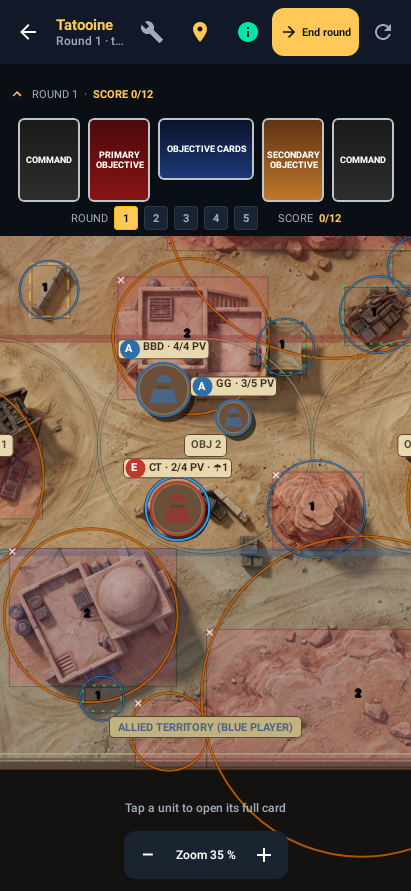 Tatooine
Round 1 · t...
End round
ROUND 1 · SCORE 0/12
COMMAND
PRIMARY
OBJECTIVE
OBJECTIVE CARDS
SECONDARY
OBJECTIVE
COMMAND
ROUND 1 2 3 4 5 SCORE 0/12
1
1
2
1
A BBD · 4/4 PV
A GG · 3/5 PV
1
OBJ 2
O
E CT · 2/4 PV · ☂1
1
2
1
2
ALLIED TERRITORY (BLUE PLAYER)
Tap a unit to open its full card
− Zoom 35 % +